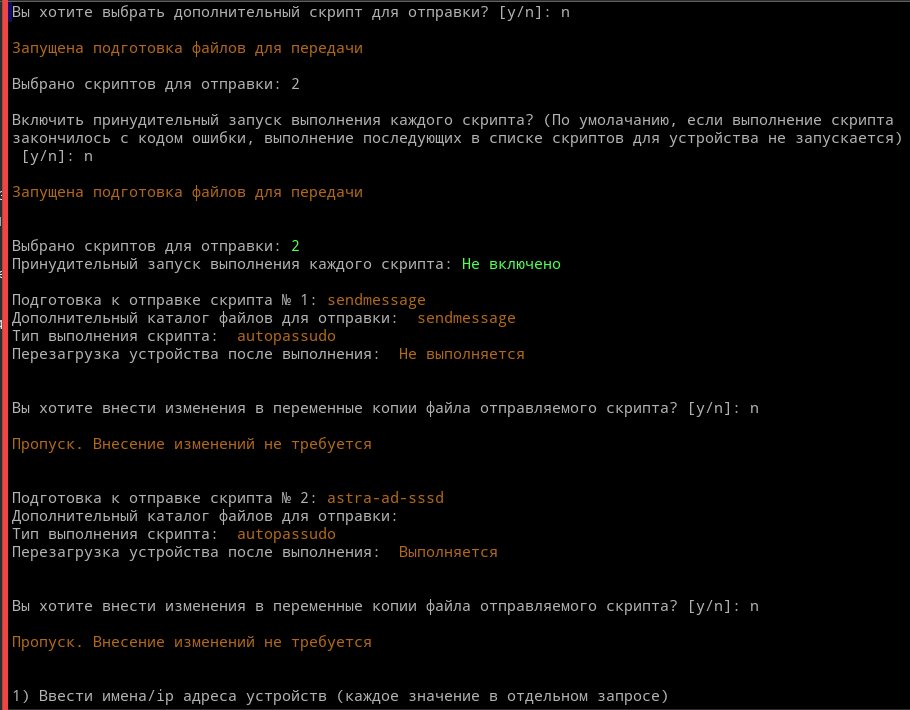 Вы хотите выбрать дополнительный скрипт для отправки? [y/n]: n
Запущена подготовка файлов для передачи
Выбрано скриптов для отправки: 2
Включить принудительный запуск выполнения каждого скрипта? (По умолачанию, если выполнение скрипта
закончилось с кодом ошибки, выполнение последующих в списке скриптов для устройства не запускается)
[y/n]: n
Запущена подготовка файлов для передачи
Выбрано скриптов для отправки: 2
Принудительный запуск выполнения каждого скрипта: Не включено
Подготовка к отправке скрипта № 1: sendmessage
Дополнительный каталог файлов для отправки: sendmessage
Тип выполнения скрипта: autopassudo
Перезагрузка устройства после выполнения: Не выполняется
Вы хотите внести изменения в переменные копии файла отправляемого скрипта? [y/n]: n
Пропуск. Внесение изменений не требуется
Подготовка к отправке скрипта № 2: astra-ad-sssd
Дополнительный каталог файлов для отправки:
Тип выполнения скрипта: autopassudo
Перезагрузка устройства после выполнения: Выполняется
Вы хотите внести изменения в переменные копии файла отправляемого скрипта? [y/n]: n
Пропуск. Внесение изменений не требуется
1) Ввести имена/ip адреса устройств (каждое значение в отдельном запросе)